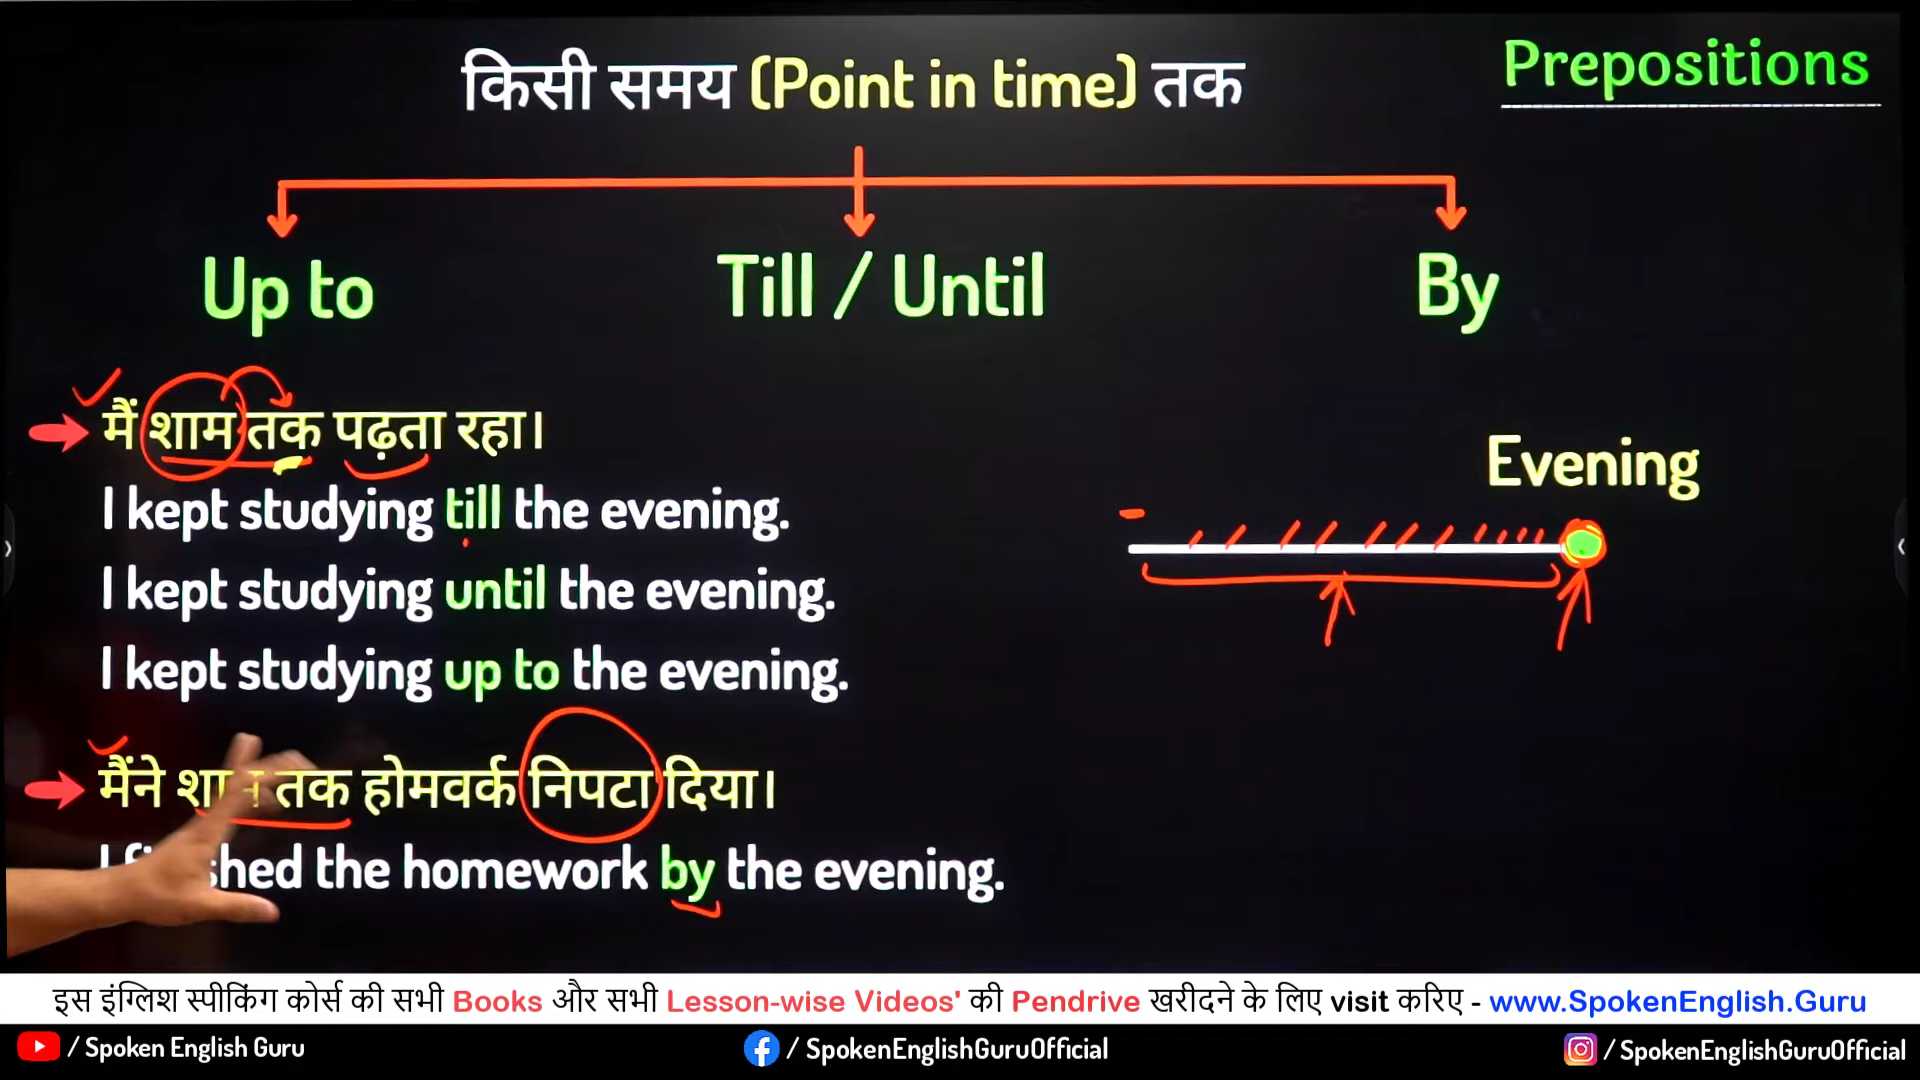 Prepositions
किसी समय (Point in time) तक
Up to
Till / Until
By
मैं शाम तक पढ़ता रहा।
I kept studying till the evening.
I kept studying until the evening.
I kept studying up to the evening.
Evening
मैंने शाम तक होमवर्क निपटा दिया।
I finished the homework by the evening.
इस इंग्लिश स्पीकिंग कोर्स की सभी Books और सभी Lesson-wise Videos' की Pendrive खरीदने के लिए visit करिए - www.SpokenEnglish.Guru
/ Spoken English Guru
/ SpokenEnglishGuruOfficial
/ SpokenEnglishGuruOfficial